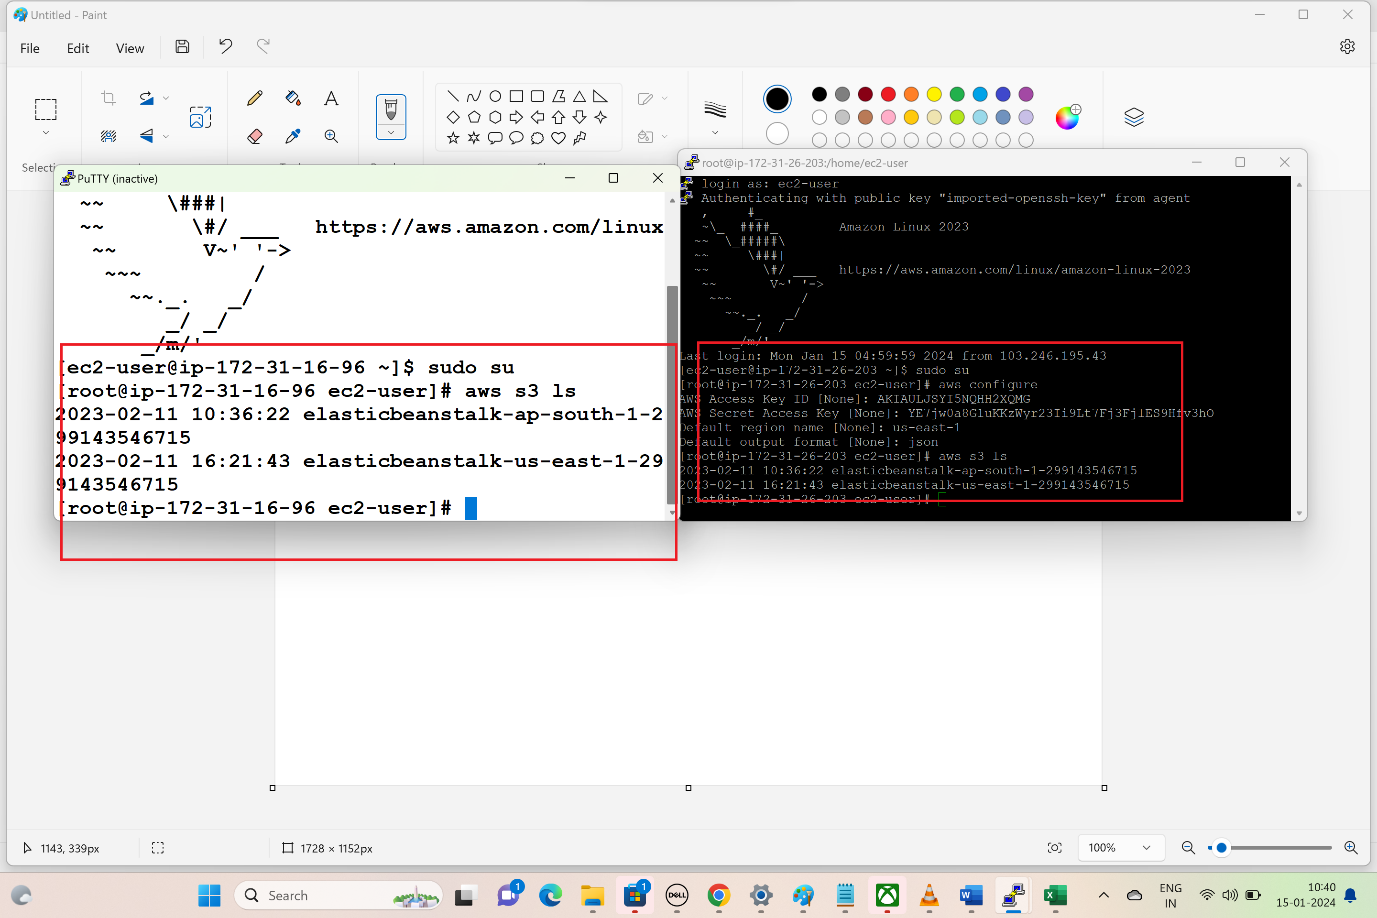 Untitled - Paint
File
Edit
View
PuTTY (inactive)
~~ \###|
~~ \#/ ___ https://aws.amazon.com/linux
~~ V~' '->
~~~ /
~~._. _/
_/ _/
_/m/'
[ec2-user@ip-172-31-16-96 ~]$ sudo su
[root@ip-172-31-16-96 ec2-user]# aws s3 ls
2023-02-11 10:36:22 elasticbeanstalk-ap-south-1-2
99143546715
2023-02-11 16:21:43 elasticbeanstalk-us-east-1-29
9143546715
[root@ip-172-31-16-96 ec2-user]#
root@ip-172-31-26-203:/home/ec2-user
login as: ec2-user
Authenticating with public key "imported-openssh-key" from agent
, #_
~\_ ####_ Amazon Linux 2023
~~ \_#####\
~~ \###|
~~ \#/ ___ https://aws.amazon.com/linux/amazon-linux-2023
~~ V~' '->
~~~ /
~~._. _/
_/ _/
_/m/'
Last login: Mon Jan 15 04:59:59 2024 from 103.246.195.43
[ec2-user@ip-172-31-26-203 ~]$ sudo su
[root@ip-172-31-26-203 ec2-user]# aws configure
AWS Access Key ID [None]:
AWS Secret Access Key [None]:
Default region name [None]: us-east-1
Default output format [None]: json
[root@ip-172-31-26-203 ec2-user]# aws s3 ls
2023-02-11 10:36:22 elasticbeanstalk-ap-south-1-299143546715
2023-02-11 16:21:43 elasticbeanstalk-us-east-1-299143546715
[root@ip-172-31-26-203 ec2-user]#
1143, 339px
1728 × 1152px
100%
Search
1
1
DELL
ENG
IN
10:40
15-01-2024